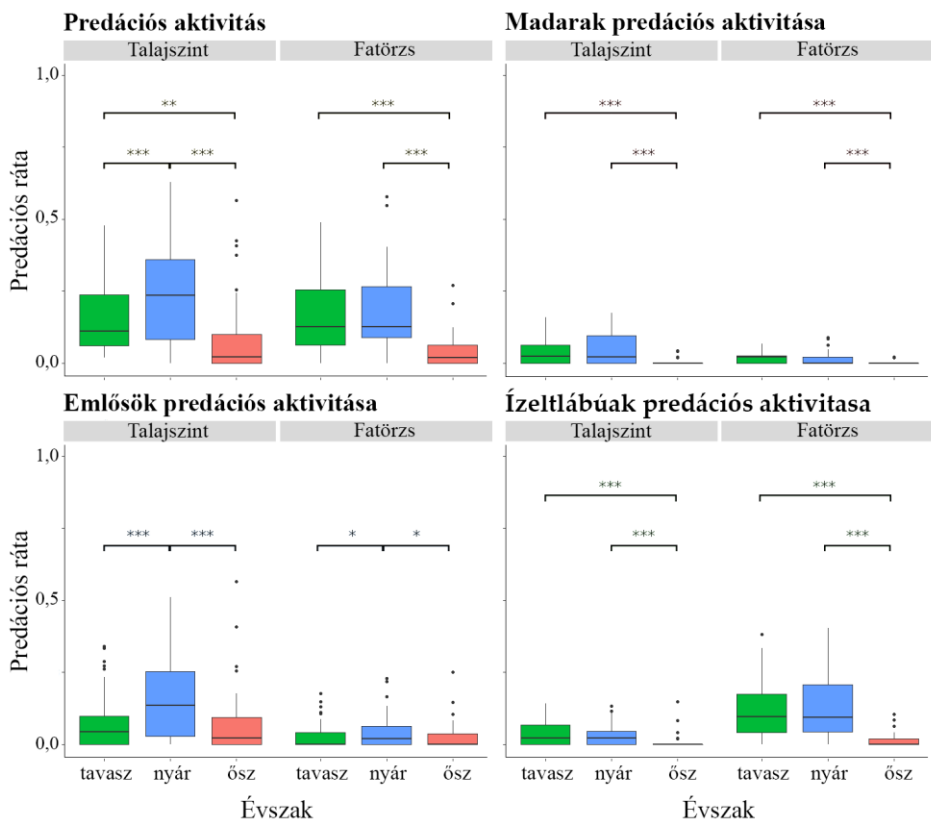 Predációs aktivitás
Talajszint Fatörzs
1,0
** ***
*** *** ***
0,5
0,0
Predációs ráta
Madarak predációs aktivitása
Talajszint Fatörzs
*** ***
*** ***
Emlősök predációs aktivitása
Talajszint Fatörzs
1,0
*** *** * *
0,5
0,0
Predációs ráta
tavasz nyár ősz tavasz nyár ősz
Évszak
Ízeltlábúak predációs aktivitasa
Talajszint Fatörzs
*** ***
*** ***
tavasz nyár ősz tavasz nyár ősz
Évszak